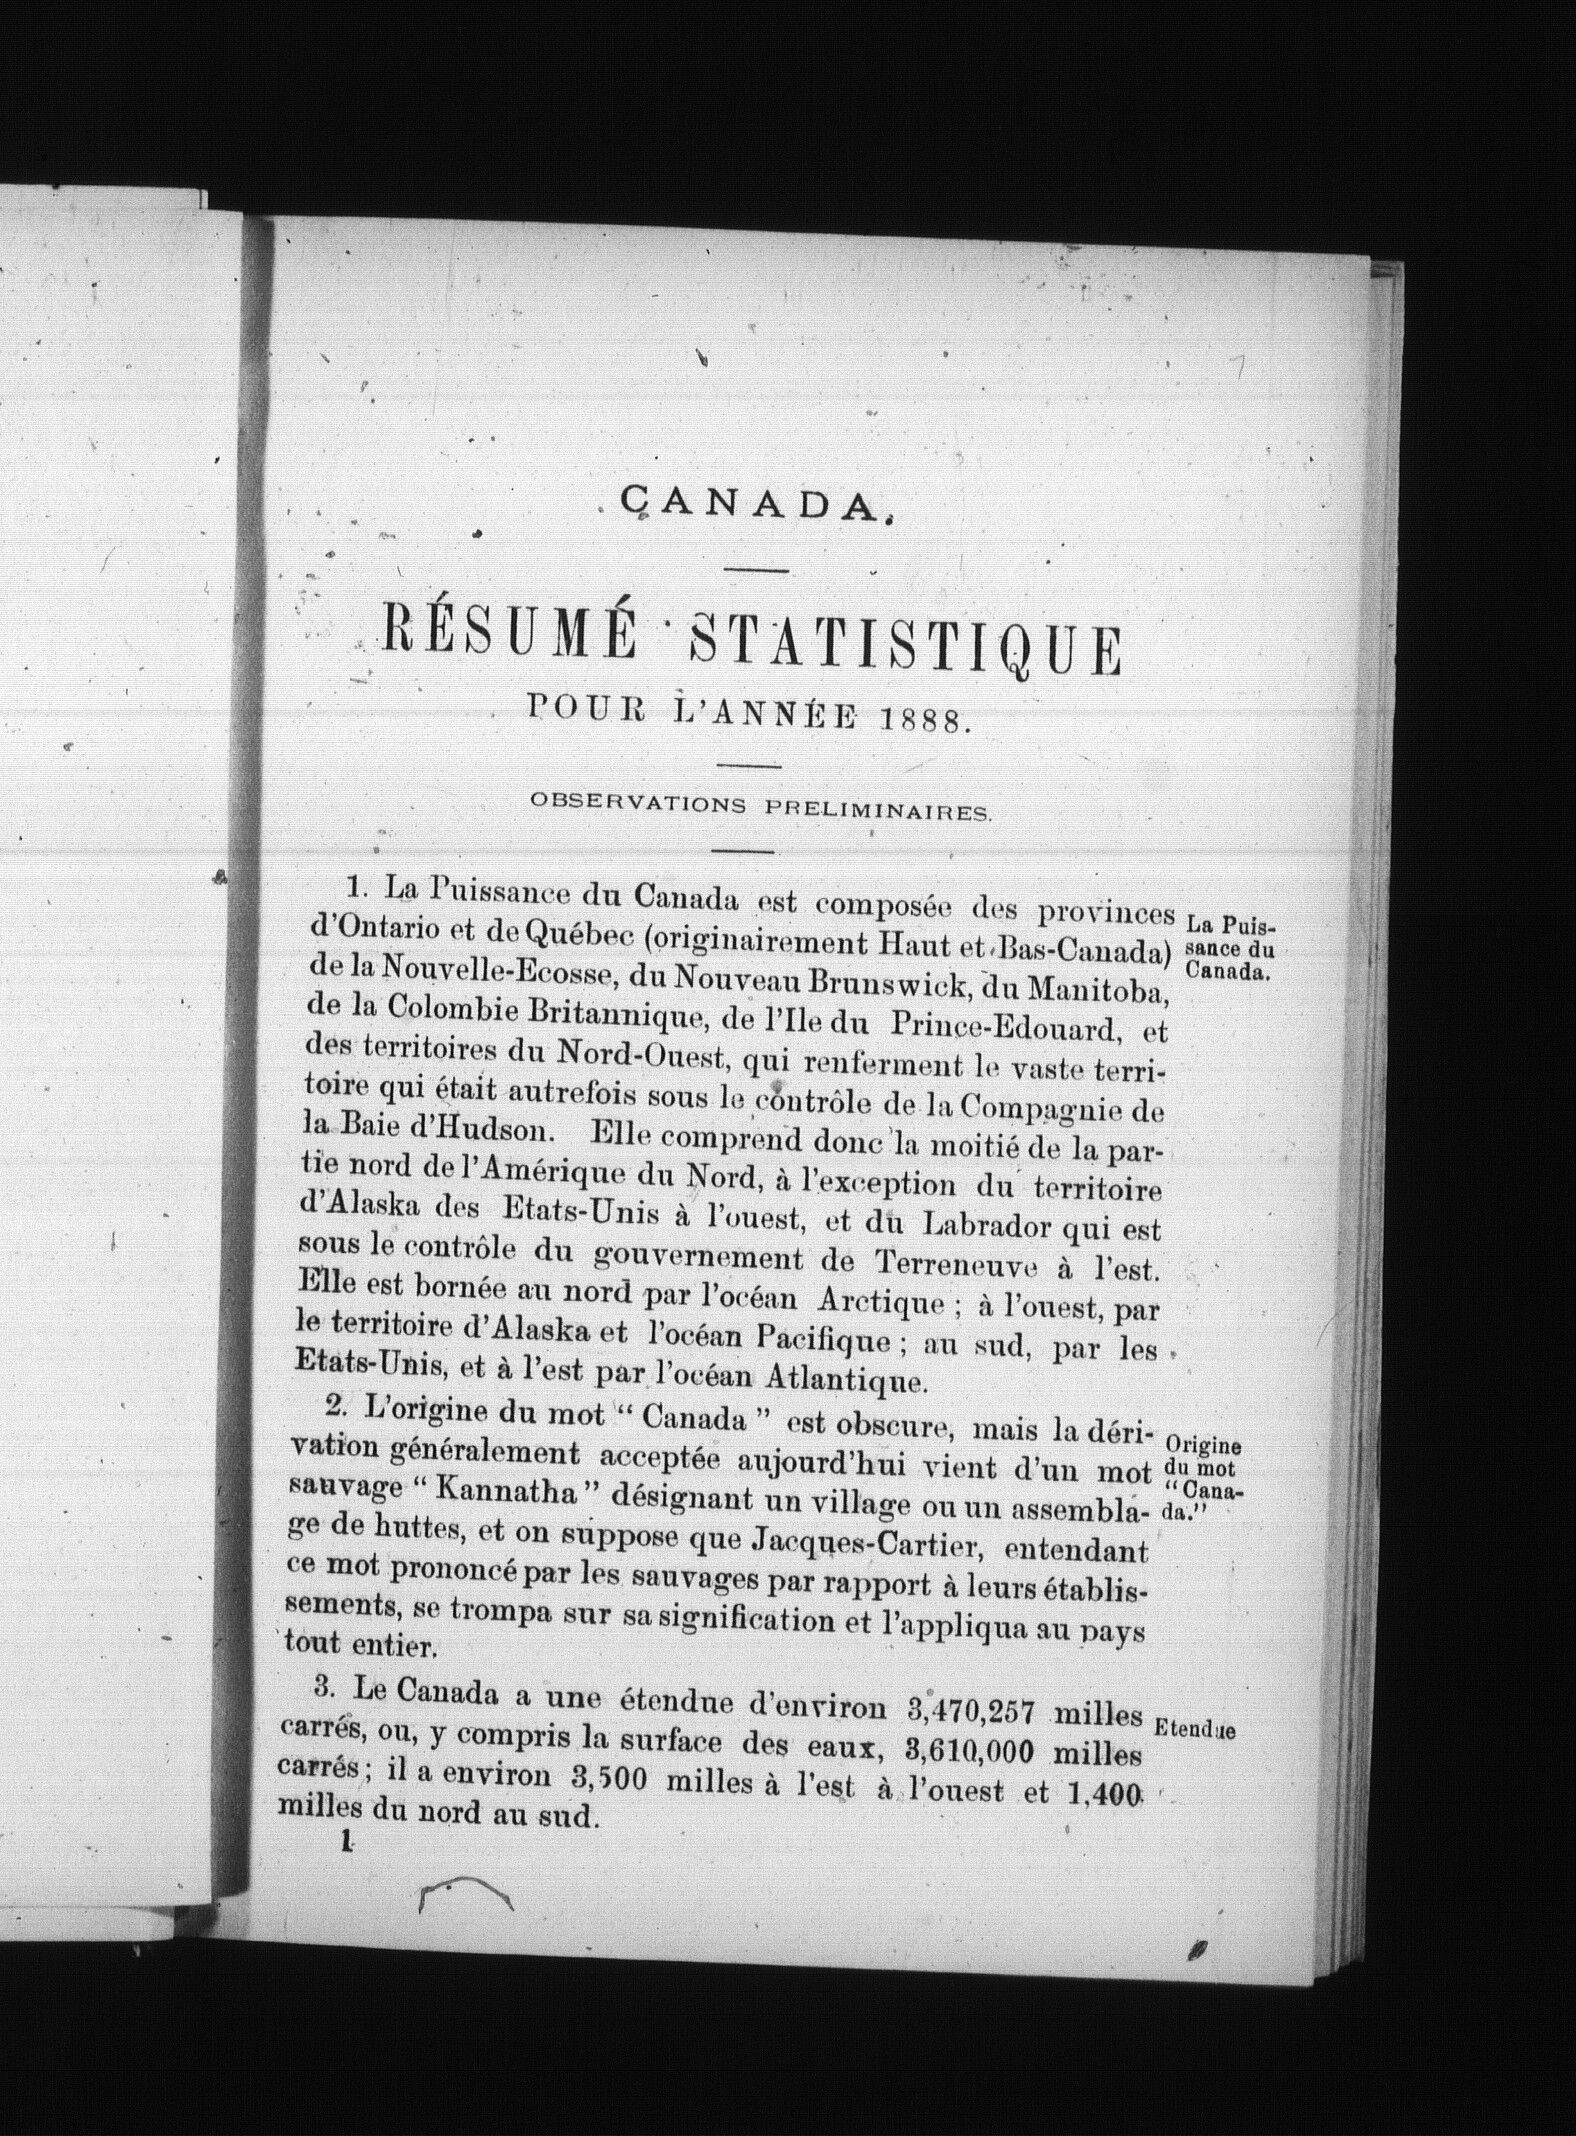 CANADA.
RÉSUMÉ STATISTIQUE
POUR L'ANNÉE 1888.
OBSERVATIONS PRELIMINAIRES.
1. La Puissance du Canada est composée des provinces
d'Ontario et de Québec (originairement Haut et Bas-Canada)
de la Nouvelle-Ecosse, du Nouveau Brunswick, du Manitoba,
de la Colombie Britannique, de l'Ile du Prince-Edouard, et
des territoires du Nord-Ouest, qui renferment le vaste terri-
toire qui était autrefois sous le contrôle de la Compagnie de
la Baie d'Hudson. Elle comprend donc la moitié de la par-
tie nord de l'Amérique du Nord, à l'exception du territoire
d'Alaska des Etats-Unis à l'ouest, et du Labrador qui est
sous le contrôle du gouvernement de Terreneuve à l'est.
Elle est bornée au nord par l'océan Arctique ; à l'ouest, par
le territoire d'Alaska et l'océan Pacifique ; au sud, par les
Etats-Unis, et à l'est par l'océan Atlantique.
La Puis-
sance du
Canada.
2. L'origine du mot “ Canada ” est obscure, mais la déri-
vation généralement acceptée aujourd'hui vient d'un mot
sauvage “ Kannatha ” désignant un village ou un assembla-
ge de huttes, et on suppose que Jacques-Cartier, entendant
ce mot prononcé par les sauvages par rapport à leurs établis-
sements, se trompa sur sa signification et l'appliqua au pays
tout entier.
Origine
du mot
“Cana-
da.”
3. Le Canada a une étendue d'environ 3,470,257 milles
carrés, ou, y compris la surface des eaux, 3,610,000 milles
carrés ; il a environ 3,500 milles à l'est à l'ouest et 1,400
milles du nord au sud.
Etendue
1